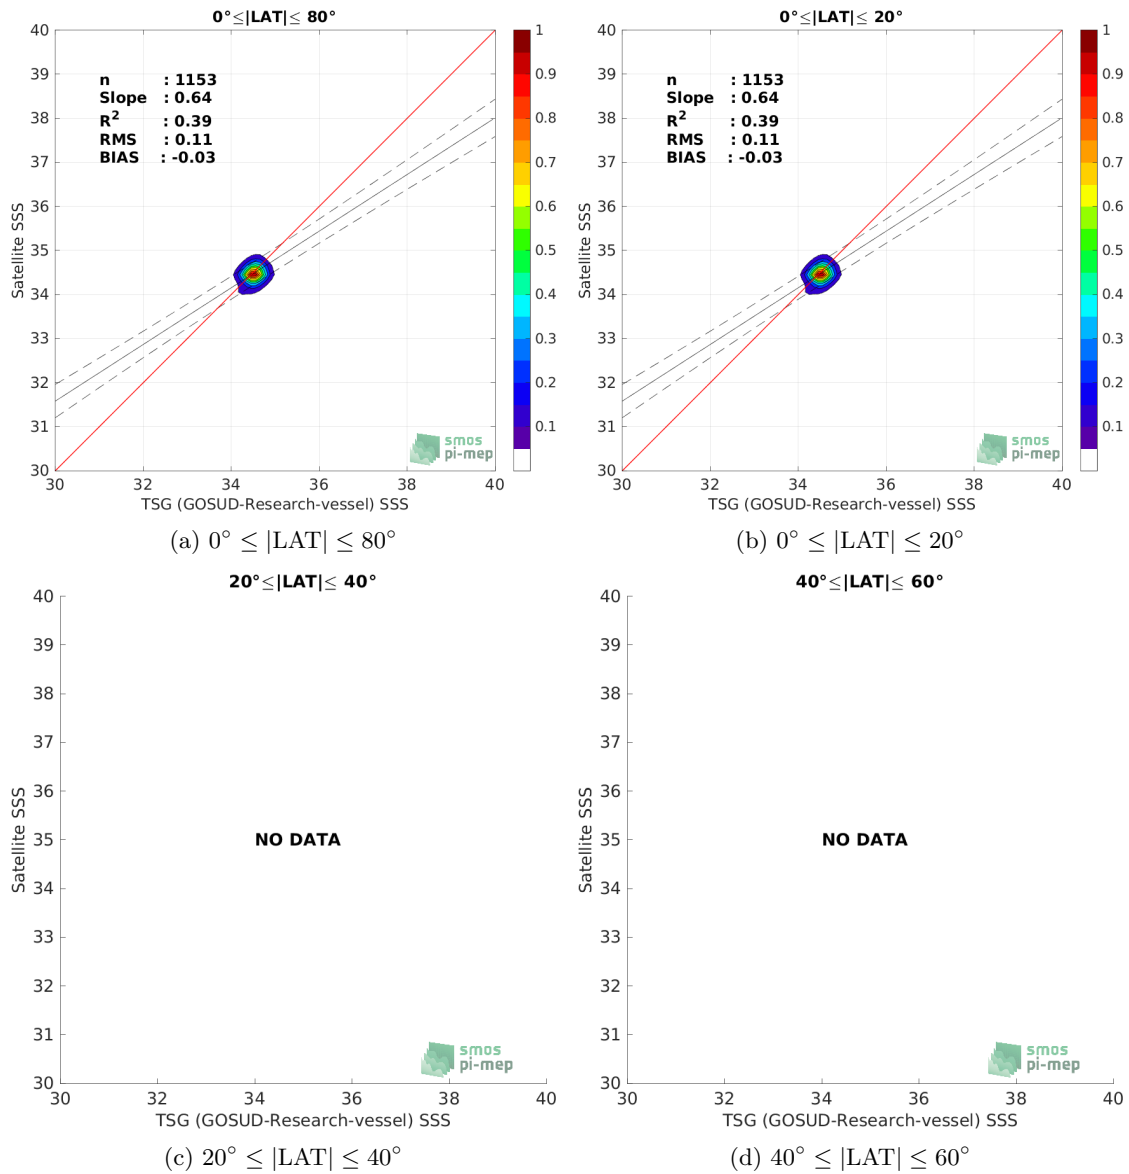 0°≤|LAT|≤ 80°
40
39
38
37
36
35
34
33
32
31
30
Satellite SSS
n : 1153
Slope : 0.64
R² : 0.39
RMS : 0.11
BIAS : -0.03
smos
pi-mep
30 32 34 36 38 40
TSG (GOSUD-Research-vessel) SSS
1
0.9
0.8
0.7
0.6
0.5
0.4
0.3
0.2
0.1
(a) 0° ≤ |LAT| ≤ 80°
0°≤|LAT|≤ 20°
40
39
38
37
36
35
34
33
32
31
30
Satellite SSS
n : 1153
Slope : 0.64
R² : 0.39
RMS : 0.11
BIAS : -0.03
smos
pi-mep
30 32 34 36 38 40
TSG (GOSUD-Research-vessel) SSS
1
0.9
0.8
0.7
0.6
0.5
0.4
0.3
0.2
0.1
(b) 0° ≤ |LAT| ≤ 20°
20°≤|LAT|≤ 40°
40
39
38
37
36
35
34
33
32
31
30
Satellite SSS
NO DATA
smos
pi-mep
30 32 34 36 38 40
TSG (GOSUD-Research-vessel) SSS
(c) 20° ≤ |LAT| ≤ 40°
40°≤|LAT|≤ 60°
40
39
38
37
36
35
34
33
32
31
30
Satellite SSS
NO DATA
smos
pi-mep
30 32 34 36 38 40
TSG (GOSUD-Research-vessel) SSS
(d) 40° ≤ |LAT| ≤ 60°